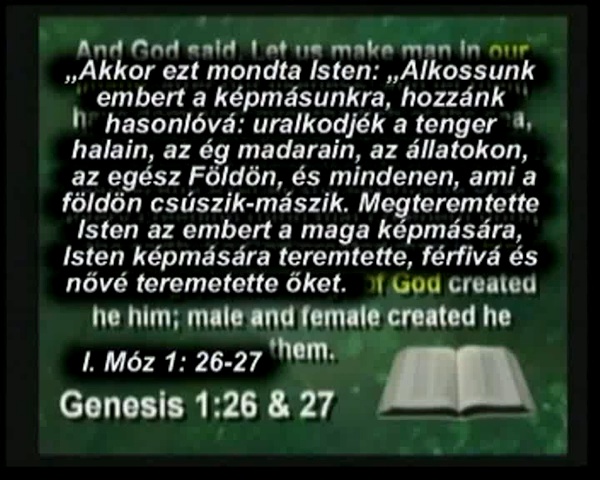 And God said, Let us make man in our
„Akkor ezt mondta Isten: „Alkossunk
embert a képmásunkra, hozzánk
hasonlóvá: uralkodjék a tenger
halain, az ég madarain, az állatokon,
az egész Földön, és mindenen, ami a
földön csúszik-mászik. Megteremtette
Isten az embert a maga képmására,
Isten képmására teremtette, férfivá és
nővé teremetette őket. of God created
he him; male and female created he
them.
I. Móz 1: 26-27
Genesis 1:26 & 27